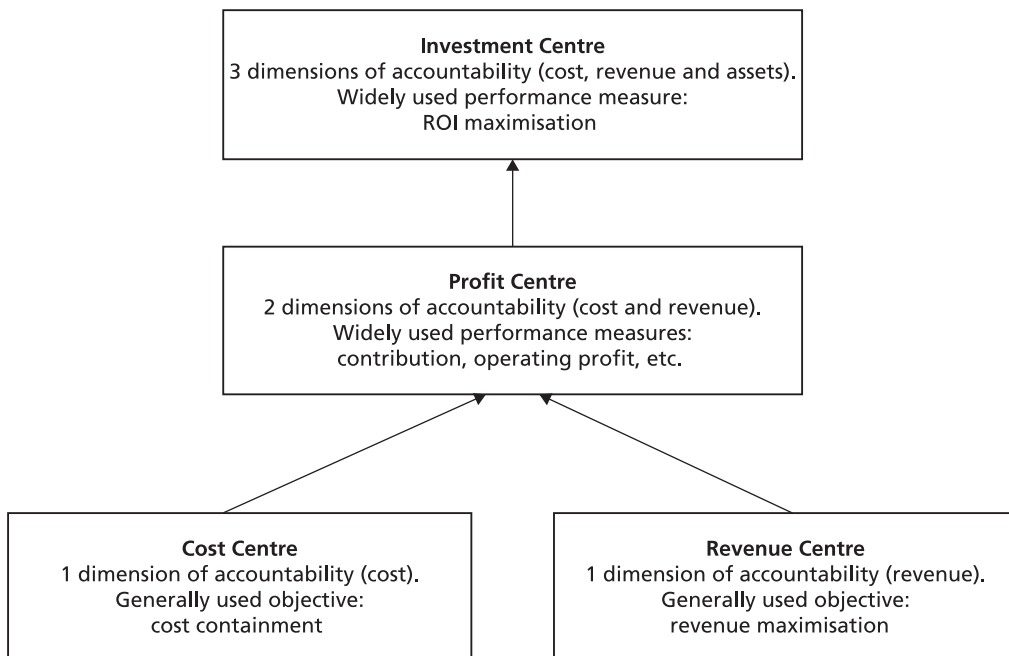 Investment Centre
3 dimensions of accountability (cost, revenue and assets).
Widely used performance measure:
ROI maximisation
Profit Centre
2 dimensions of accountability (cost and revenue).
Widely used performance measures:
contribution, operating profit, etc.
Cost Centre
1 dimension of accountability (cost).
Generally used objective:
cost containment
Revenue Centre
1 dimension of accountability (revenue).
Generally used objective:
revenue maximisation